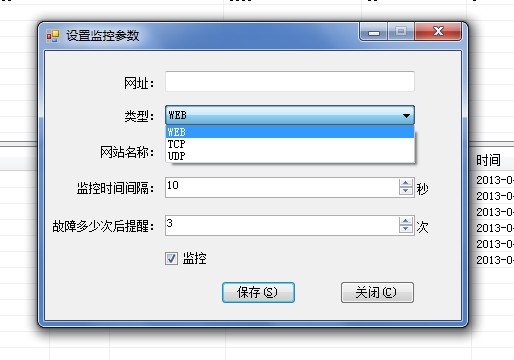 设置监控参数
网址:
类型: WEB
WEB
TCP
UDP
网站名称:
监控时间间隔: 10 秒
故障多少次后提醒: 3 次
监控
保存(S) 关闭(C)
时间
2013-0
2013-0
2013-0
2013-0
2013-0
2013-0